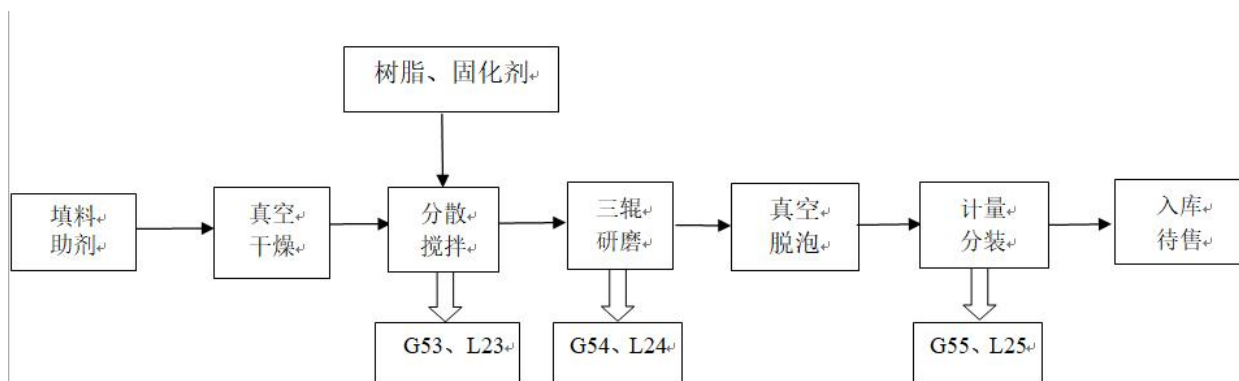 树脂、固化剂
填料
助剂
真空
干燥
分散
搅拌
三辊
研磨
真空
脱泡
计量
分装
入库
待售
G53、L23
G54、L24
G55、L25